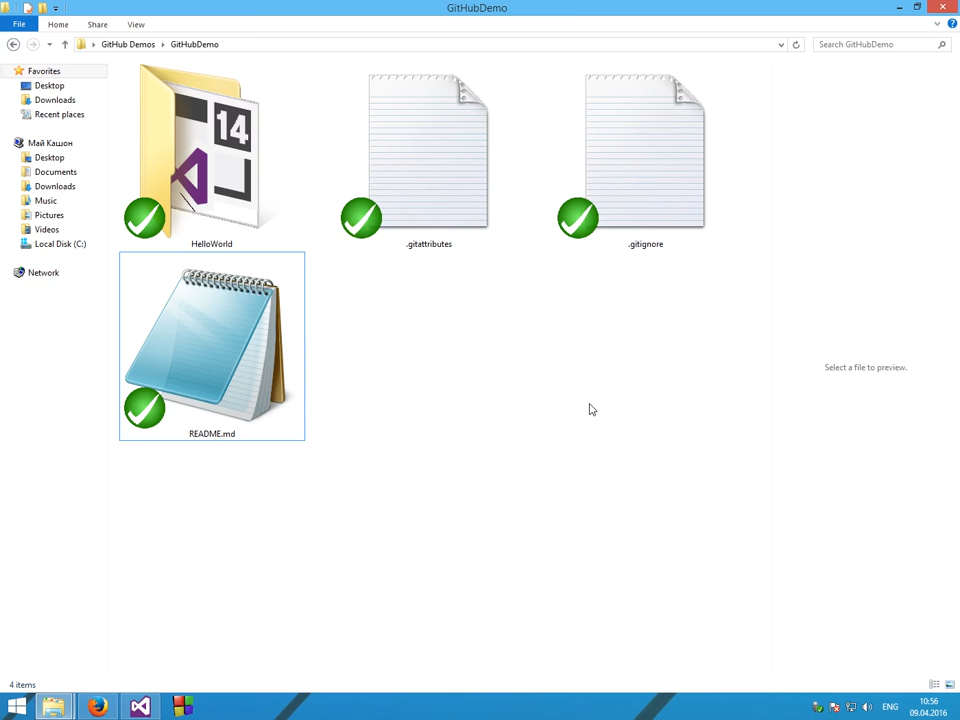 GitHubDemo
File Home Share View
GitHub Demos GitHubDemo
Search GitHubDemo
Favorites
Desktop
Downloads
Recent places
Май Кашон
Desktop
Documents
Downloads
Music
Pictures
Videos
Local Disk (C:)
Network
14
HelloWorld
.gitattributes
.gitignore
README.md
Select a file to preview.
4 items
ENG
10:56
09.04.2016